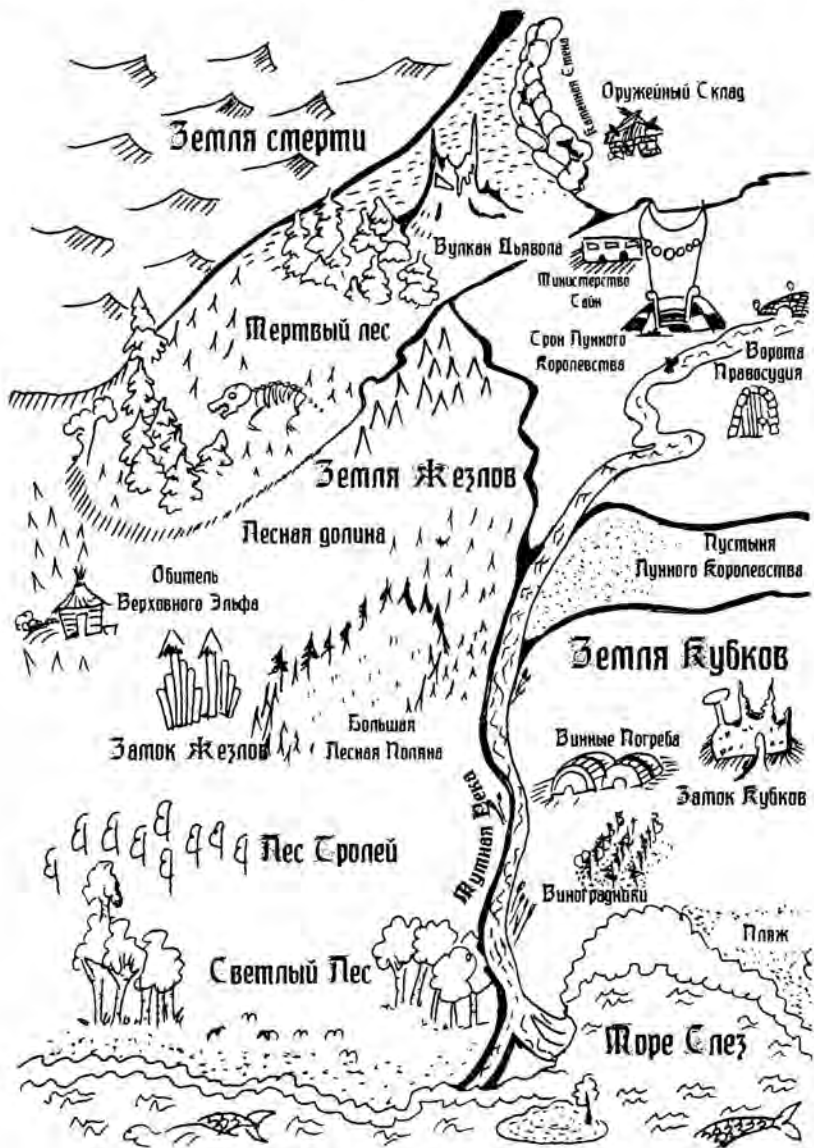 Каменная Стена
Оружейный Склад
Земля смерти
Вулкан Дьявола
Министерство
Тайн
Мертвый лес
Трон Лунного
Королевства
Ворота
Правосудия
Земля Жезлов
Лесная долина
Пустыня
Лунного Королевства
Обитель
Верховного Эльфа
Земля Кубков
Большая
Лесная Поляна
Винные Погреба
Замок Жезлов
Замок Кубков
Мутная Река
Лес Тролей
Виноградники
Пляж
Светлый Лес
Море Слез